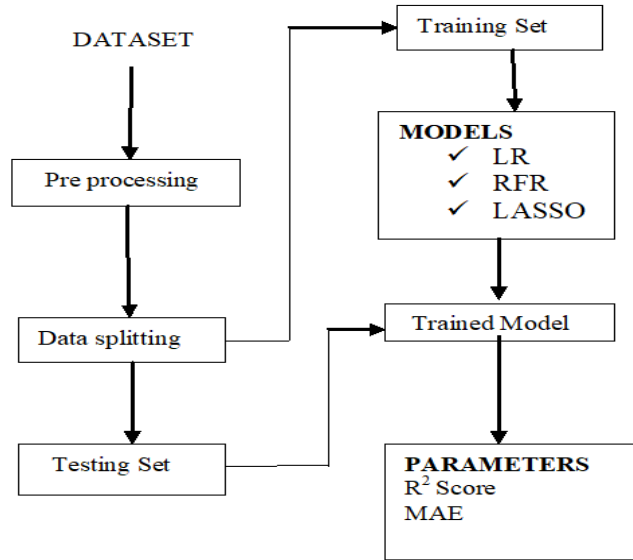 DATASET
Pre processing
Data splitting
Testing Set
Training Set
MODELS
✓ LR
✓ RFR
✓ LASSO
Trained Model
PARAMETERS
R² Score
MAE